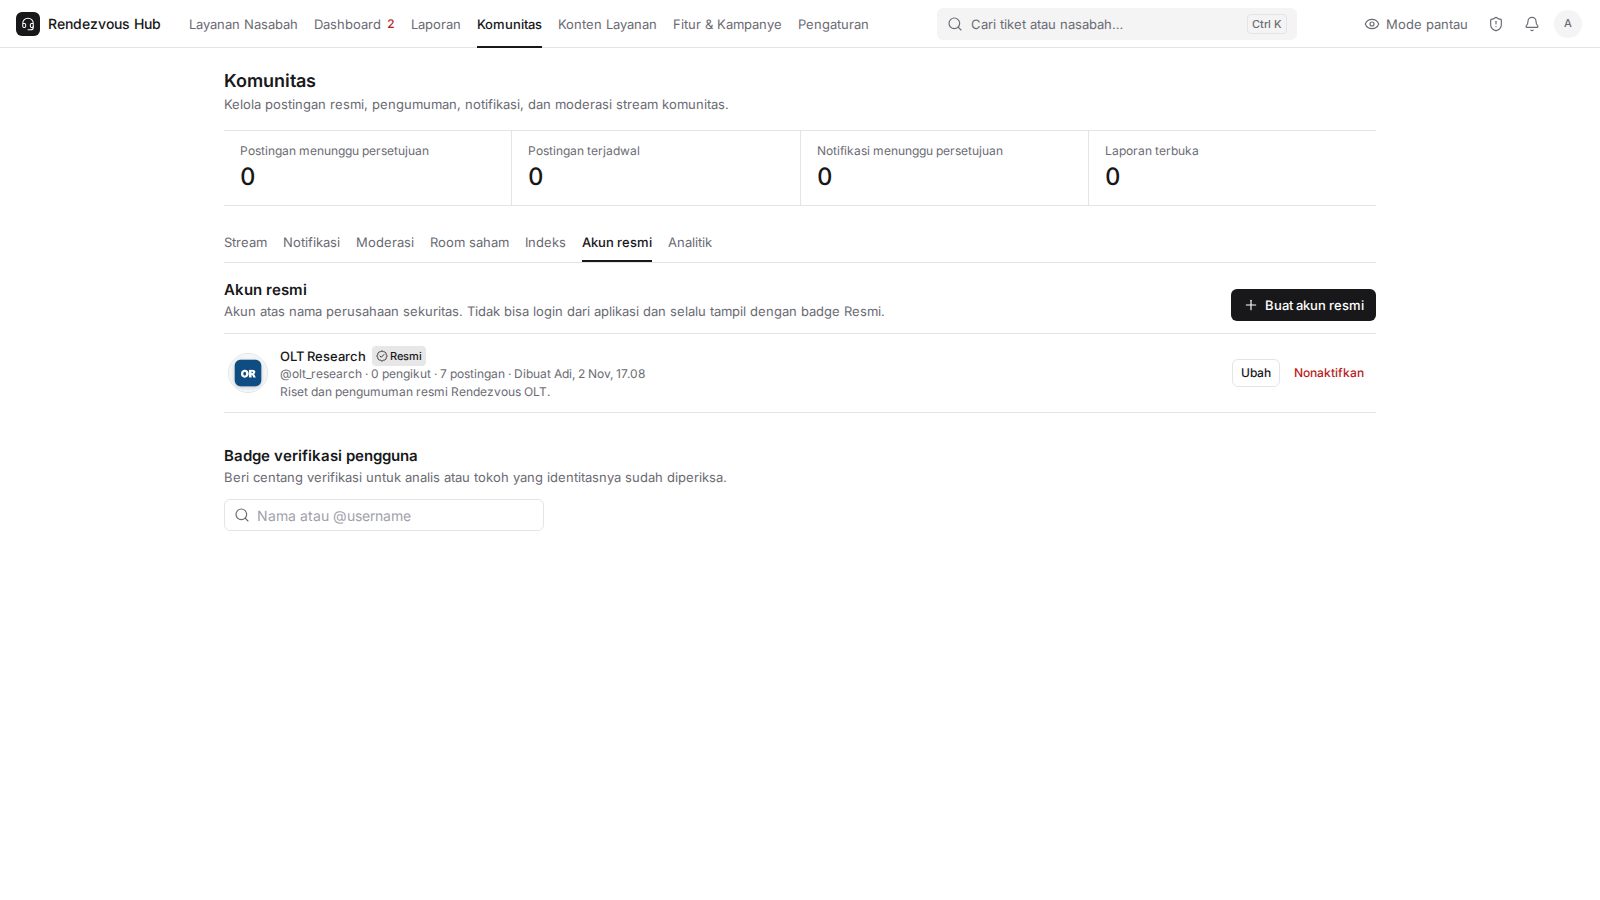 Rendezvous Hub
Layanan Nasabah
Dashboard 2
Laporan
Komunitas
Konten Layanan
Fitur & Kampanye
Pengaturan
Cari tiket atau nasabah...
Ctrl K
Mode pantau
A
Komunitas
Kelola postingan resmi, pengumuman, notifikasi, dan moderasi stream komunitas.
Postingan menunggu persetujuan
0
Postingan terjadwal
0
Notifikasi menunggu persetujuan
0
Laporan terbuka
0
Stream
Notifikasi
Moderasi
Room saham
Indeks
Akun resmi
Analitik
Akun resmi
Akun atas nama perusahaan sekuritas. Tidak bisa login dari aplikasi dan selalu tampil dengan badge Resmi.
Buat akun resmi
OR
OLT Research
Resmi
@olt_research · 0 pengikut · 7 postingan · Dibuat Adi, 2 Nov, 17.08
Riset dan pengumuman resmi Rendezvous OLT.
Ubah
Nonaktifkan
Badge verifikasi pengguna
Beri centang verifikasi untuk analis atau tokoh yang identitasnya sudah diperiksa.
Nama atau @username